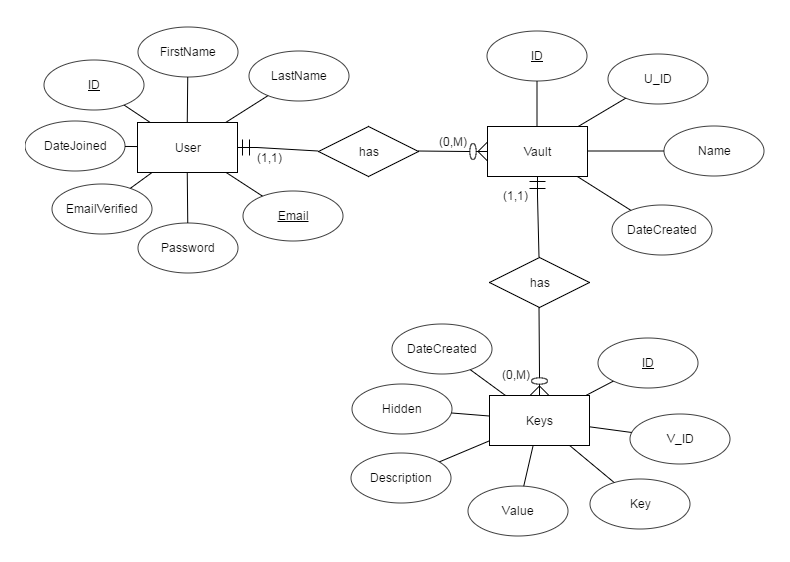 FirstName
ID
LastName
DateJoined
User
EmailVerified
Email
Password
(1,1)
has
(0,M)
ID
U_ID
Vault
Name
(1,1)
DateCreated
has
DateCreated
(0,M)
ID
Hidden
Keys
V_ID
Description
Value
Key